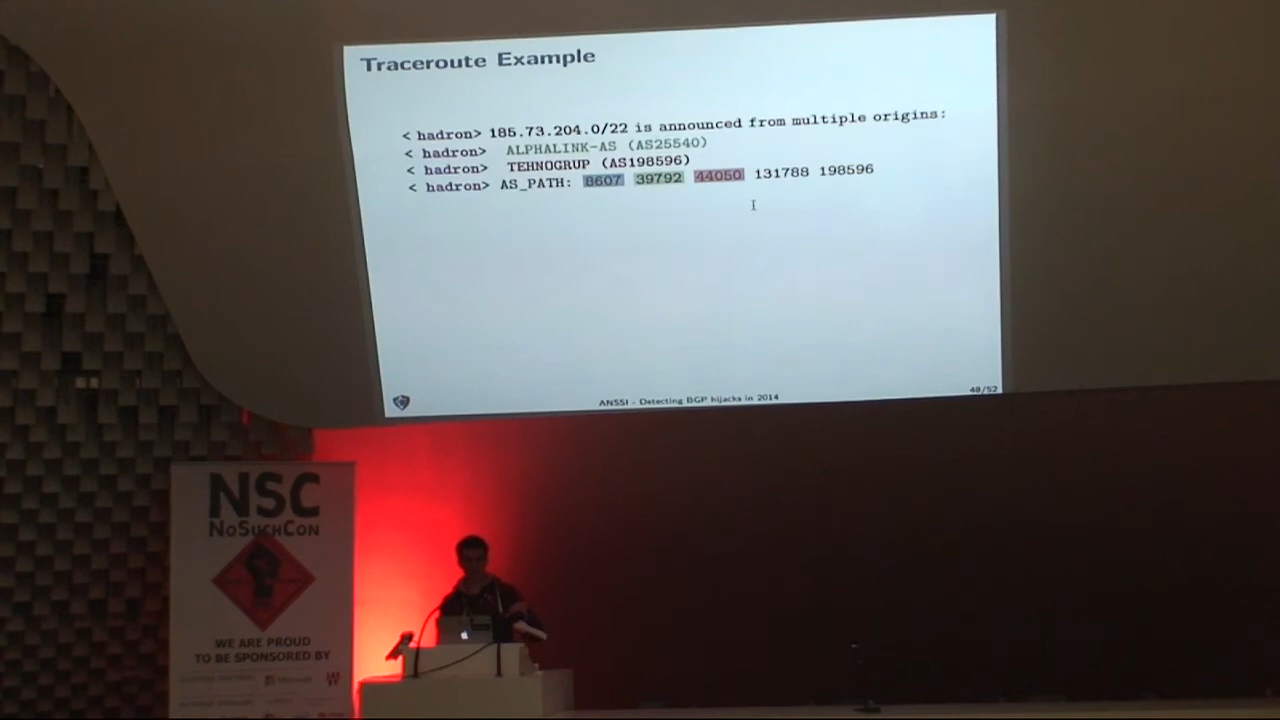 Traceroute Example
< hadron> 185.73.204.0/22 is announced from multiple origins:
< hadron> ALPHALINK-AS (AS25540)
< hadron> TEHNOGRUP (AS198596)
< hadron> AS_PATH: 8607 39792 44050 131788 198596
ANSSI - Detecting BGP hijacks in 2014
48/52
NSC
NoSuchCon
WE ARE PROUD
TO BE SPONSORED BY